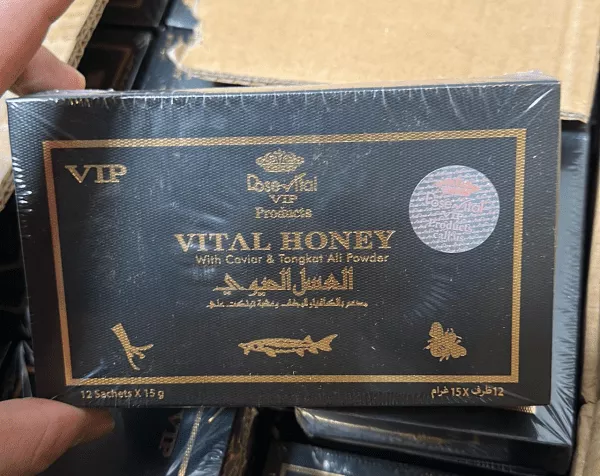 VIP
Dose-Vital
VIP
Products
VITAL HONEY
With Caviar & Tongkat Ali Powder
العسل الحيوي
12 Sachets X 15 g
12 ظرف X 15 غرام
VIP